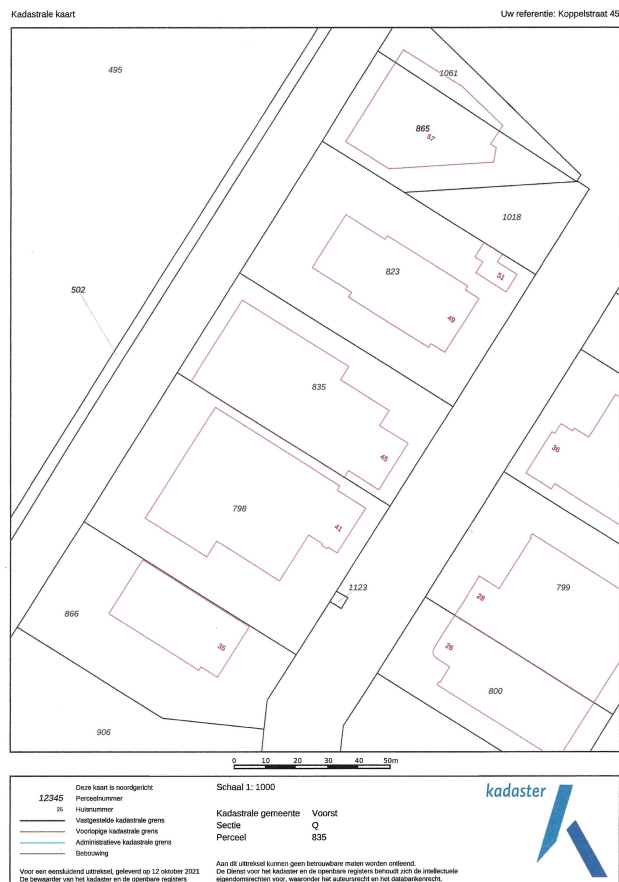 Kadastrale kaart
Uw referentie: Koppelstraat 45
495
1061
865
57
1018
823
51
502
49
835
36
45
798
41
1123
799
28
866
35
26
800
906
0 10 20 30 40 50m
Deze kaart is noordgericht
12345 Perceelnummer
25 Huisnummer
Vastgestelde kadastrale grens
Voorlopige kadastrale grens
Administratieve kadastrale grens
Bebouwing
Voor een eensluidend uittreksel, geleverd op 12 oktober 2021
De bewaarder van het kadaster en de openbare registers
Schaal 1: 1000
Kadastrale gemeente Voorst
Sectie Q
Perceel 835
Aan dit uittreksel kunnen geen betrouwbare maten worden ontleend.
De Dienst voor het kadaster en de openbare registers behoudt zich de intellectuele
eigendomsrechten voor, waaronder het auteursrecht en het databankenrecht.
kadaster